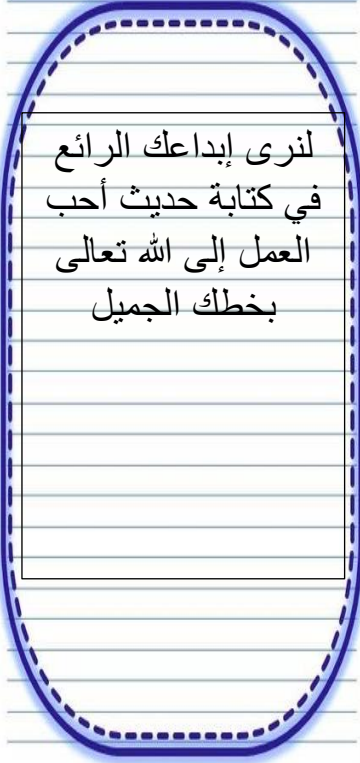 لنرى إبداعك الرائع
في كتابة حديث أحب
العمل إلى الله تعالى
بخطك الجميل